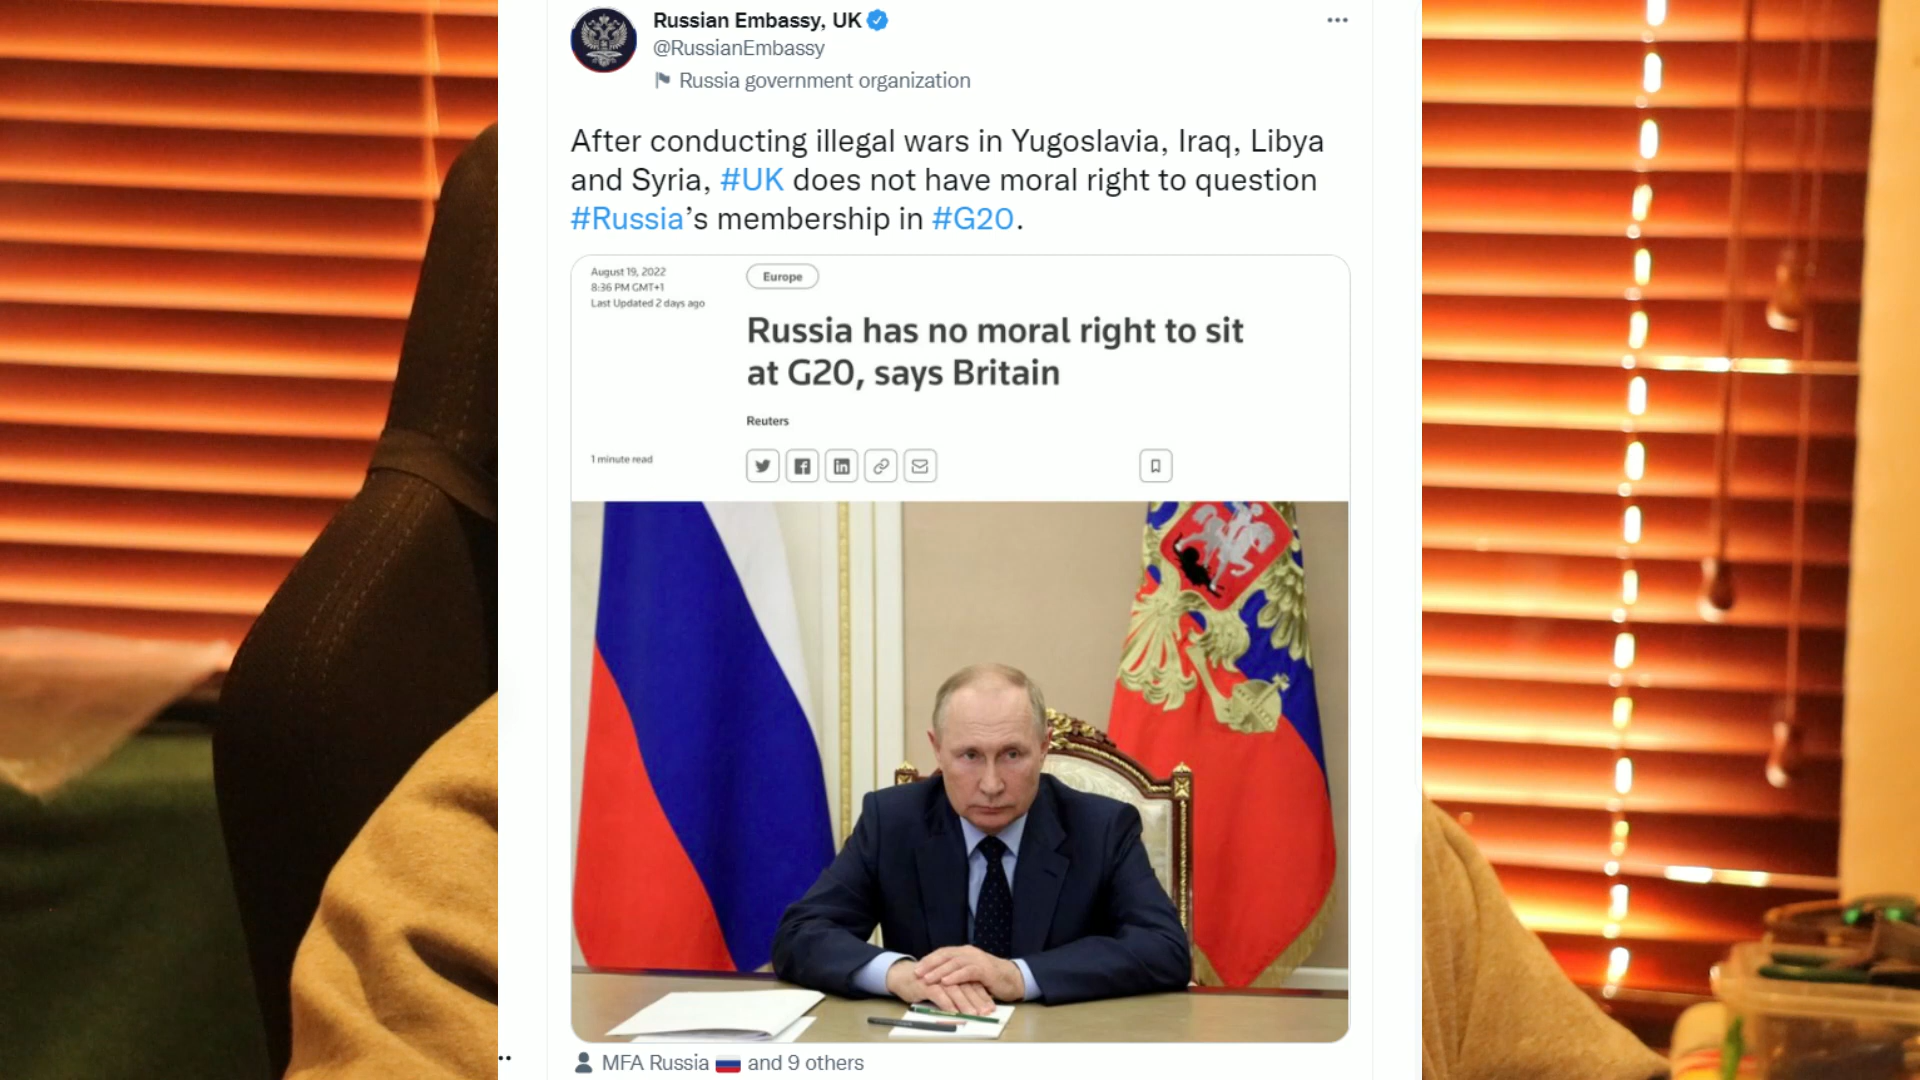 Russian Embassy, UK
@RussianEmbassy
Russia government organization
After conducting illegal wars in Yugoslavia, Iraq, Libya
and Syria, #UK does not have moral right to question
#Russia’s membership in #G20.
August 19, 2022
8:36 PM GMT+1
Last Updated 2 days ago
Europe
Russia has no moral right to sit
at G20, says Britain
Reuters
1 minute read
MFA Russia and 9 others